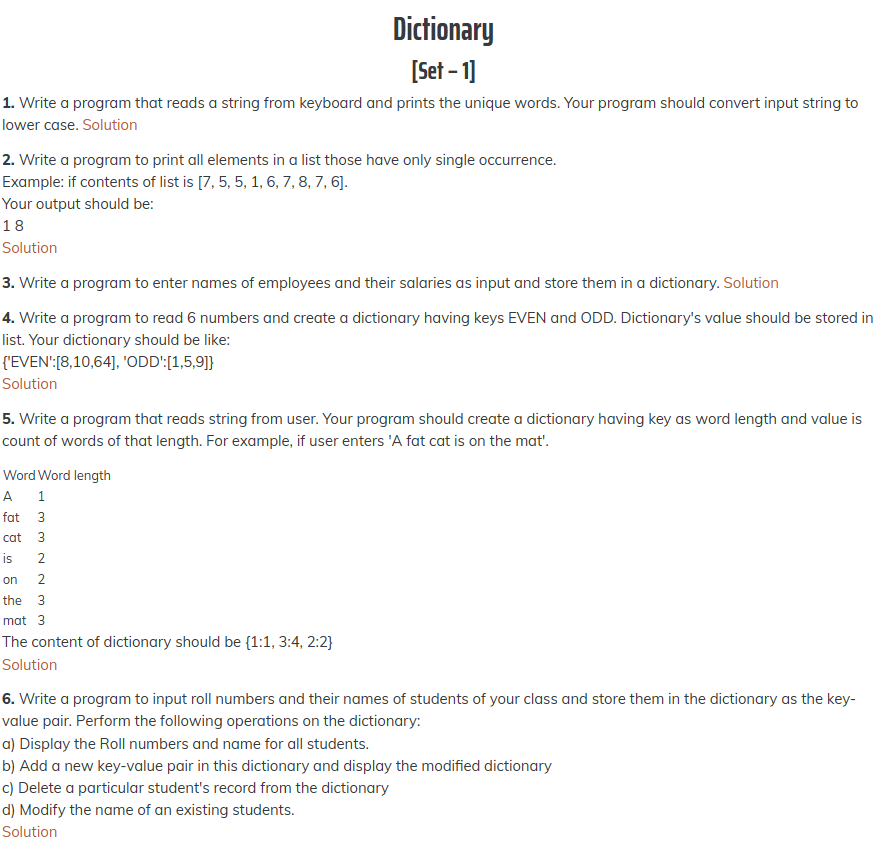 Dictionary
[Set – 1]
1. Write a program that reads a string from keyboard and prints the unique words. Your program should convert input string to
lower case. Solution
2. Write a program to print all elements in a list those have only single occurrence.
Example: if contents of list is [7, 5, 5, 1, 6, 7, 8, 7, 6].
Your output should be:
1 8
Solution
3. Write a program to enter names of employees and their salaries as input and store them in a dictionary. Solution
4. Write a program to read 6 numbers and create a dictionary having keys EVEN and ODD. Dictionary's value should be stored in
list. Your dictionary should be like:
{'EVEN':[8,10,64], 'ODD':[1,5,9]}
Solution
5. Write a program that reads string from user. Your program should create a dictionary having key as word length and value is
count of words of that length. For example, if user enters 'A fat cat is on the mat'.
Word Word length
A 1
fat 3
cat 3
is 2
on 2
the 3
mat 3
The content of dictionary should be {1:1, 3:4, 2:2}
Solution
6. Write a program to input roll numbers and their names of students of your class and store them in the dictionary as the key-
value pair. Perform the following operations on the dictionary:
a) Display the Roll numbers and name for all students.
b) Add a new key-value pair in this dictionary and display the modified dictionary
c) Delete a particular student's record from the dictionary
d) Modify the name of an existing students.
Solution